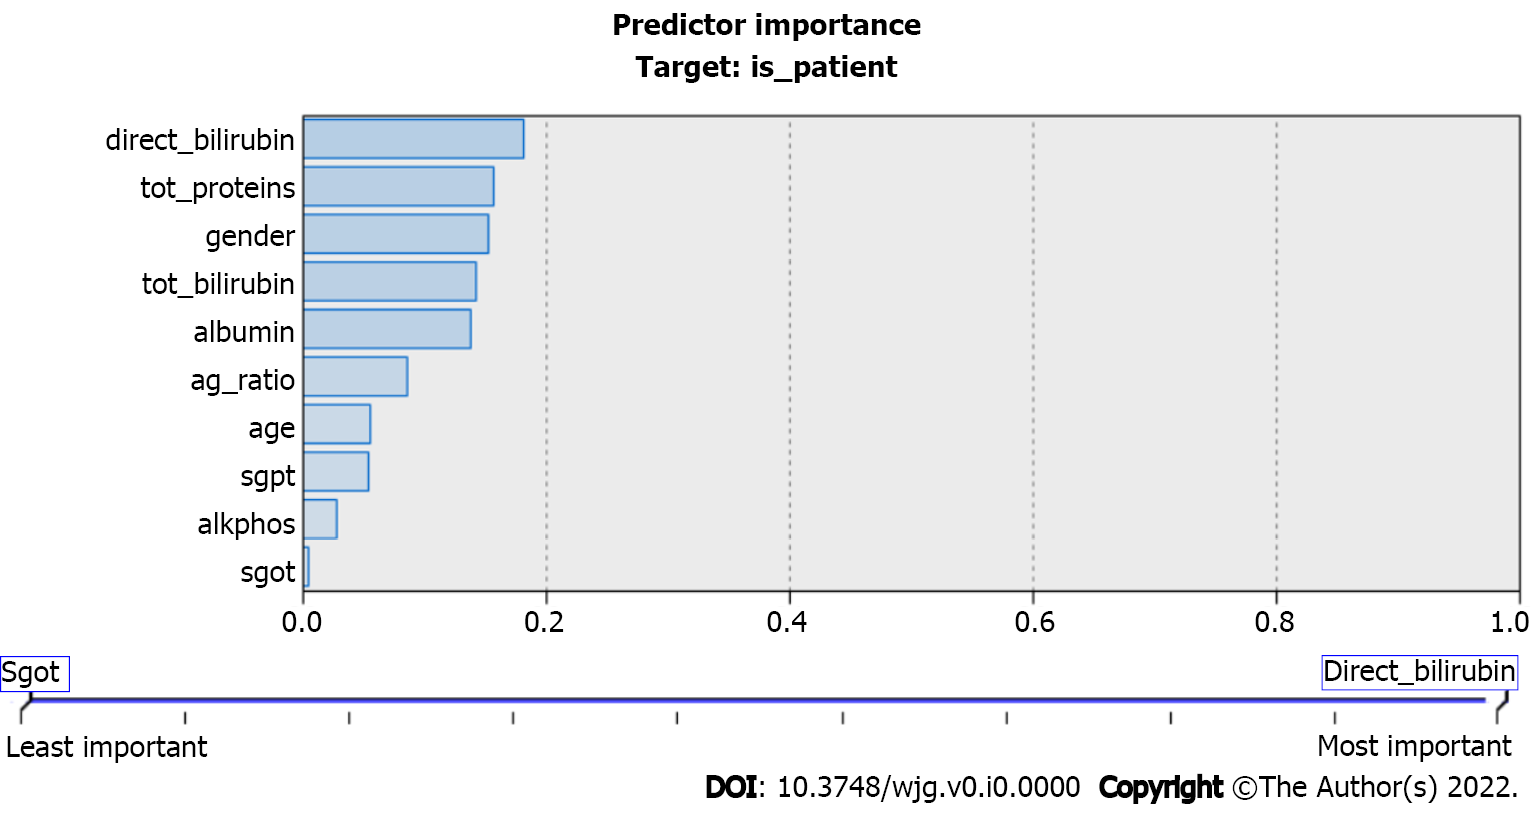 Predictor importance
Target: is_patient
direct_bilirubin
tot_proteins
gender
tot_bilirubin
albumin
ag_ratio
age
sgpt
alkphos
sgot
0.0 0.2 0.4 0.6 0.8 1.0
Sgot Direct_bilirubin
Least important Most important
DOI: 10.3748/wjg.v0.i0.0000 Copyright ©The Author(s) 2022.